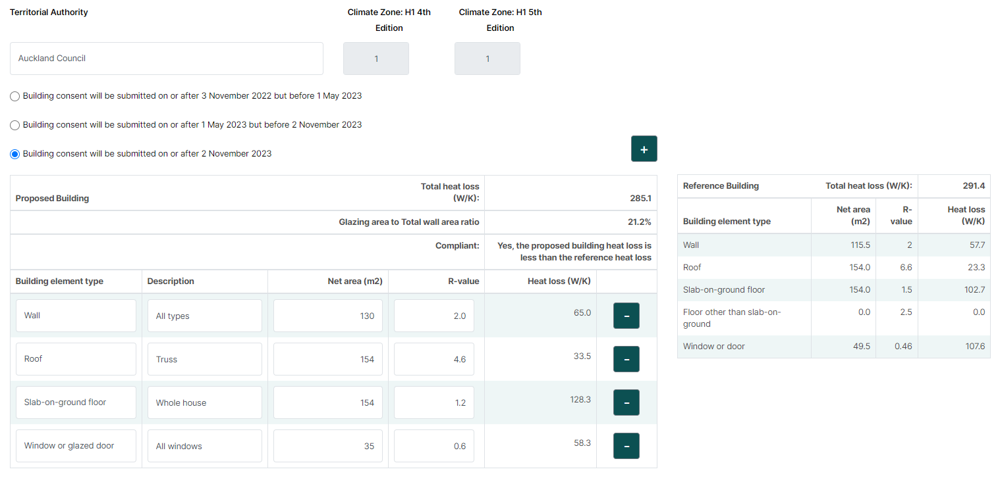 Territorial Authority
Climate Zone: H1 4th
Edition
Climate Zone: H1 5th
Edition
Auckland Council
1
1
Building consent will be submitted on or after 3 November 2022 but before 1 May 2023
Building consent will be submitted on or after 1 May 2023 but before 2 November 2023
Building consent will be submitted on or after 2 November 2023
+
Proposed Building
Total heat loss
(W/K):
285.1
Glazing area to Total wall area ratio
21.2%
Compliant:
Yes, the proposed building heat loss is
less than the reference heat loss
Building element type
Description
Net area (m2)
R-value
Heat loss (W/K)
Wall
All types
130
2.0
65.0
-
Roof
Truss
154
4.6
33.5
-
Slab-on-ground floor
Whole house
154
1.2
128.3
-
Window or glazed door
All windows
35
0.6
58.3
-
Reference Building
Total heat loss (W/K):
291.4
Building element type
Net area
(m2)
R-
value
Heat loss
(W/K)
Wall
115.5
2
57.7
Roof
154.0
6.6
23.3
Slab-on-ground floor
154.0
1.5
102.7
Floor other than slab-on-
ground
0.0
2.5
0.0
Window or door
49.5
0.46
107.6